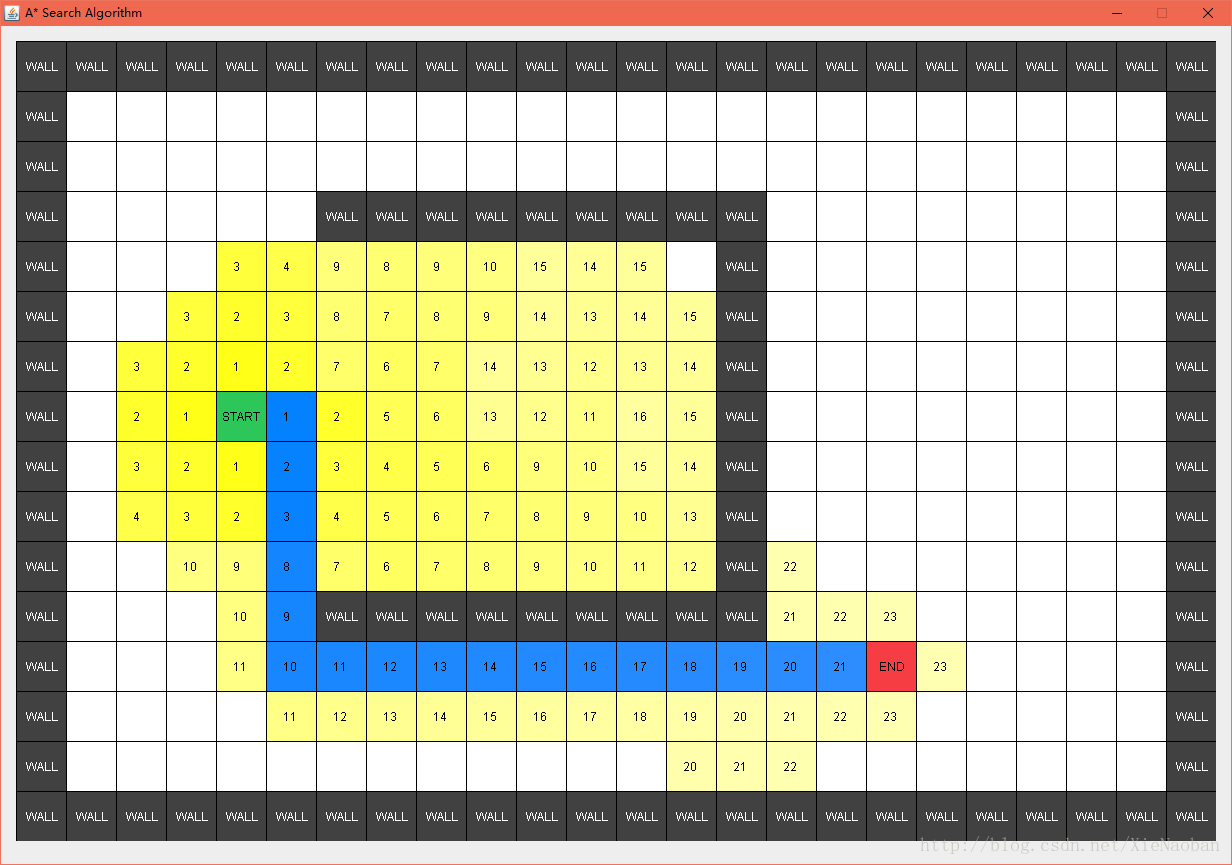 A* Search Algorithm
WALL WALL WALL WALL WALL WALL WALL WALL WALL WALL WALL WALL WALL WALL WALL WALL WALL WALL WALL WALL WALL WALL WALL WALL
WALL WALL
WALL WALL
WALL WALL WALL WALL WALL WALL WALL WALL WALL WALL WALL
WALL 3 4 9 8 9 10 15 14 15 WALL WALL
WALL 3 2 3 8 7 8 9 14 13 14 15 WALL WALL
WALL 3 2 1 2 7 6 7 14 13 12 13 14 WALL WALL
WALL 2 1 START 1 2 5 6 13 12 11 16 15 WALL WALL
WALL 3 2 1 2 3 4 5 6 9 10 15 14 WALL WALL
WALL 4 3 2 3 4 5 6 7 8 9 10 13 WALL WALL
WALL 10 9 8 7 6 7 8 9 10 11 12 WALL 22 WALL
WALL 10 9 WALL WALL WALL WALL WALL WALL WALL WALL WALL 21 22 23 WALL
WALL 11 10 11 12 13 14 15 16 17 18 19 20 21 END 23 WALL
WALL 11 12 13 14 15 16 17 18 19 20 21 22 23 WALL
WALL 20 21 22 WALL
WALL WALL WALL WALL WALL WALL WALL WALL WALL WALL WALL WALL WALL WALL WALL WALL WALL WALL WALL WALL WALL WALL WALL WALL
http://blog.csdn.net/XieNaoban